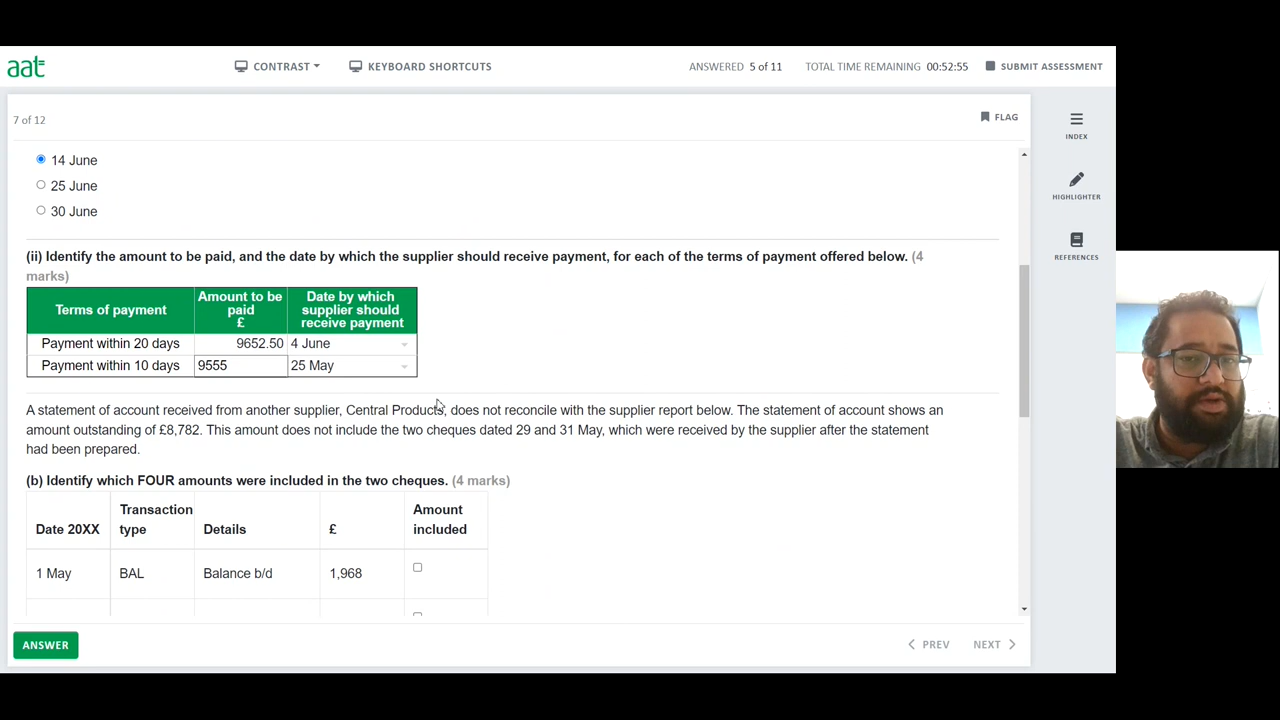 aat
CONTRAST
KEYBOARD SHORTCUTS
ANSWERED 5 of 11
TOTAL TIME REMAINING 00:52:55
SUBMIT ASSESSMENT
7 of 12
FLAG
INDEX
HIGHLIGHTER
REFERENCES
14 June
25 June
30 June
(ii) Identify the amount to be paid, and the date by which the supplier should receive payment, for each of the terms of payment offered below. (4
marks)
Terms of payment Amount to be paid £ Date by which supplier should receive payment
Payment within 20 days 9652.50 4 June
Payment within 10 days 9555 25 May
A statement of account received from another supplier, Central Products, does not reconcile with the supplier report below. The statement of account shows an
amount outstanding of £8,782. This amount does not include the two cheques dated 29 and 31 May, which were received by the supplier after the statement
had been prepared.
(b) Identify which FOUR amounts were included in the two cheques. (4 marks)
Date 20XX Transaction type Details £ Amount included
1 May BAL Balance b/d 1,968
ANSWER
PREV
NEXT